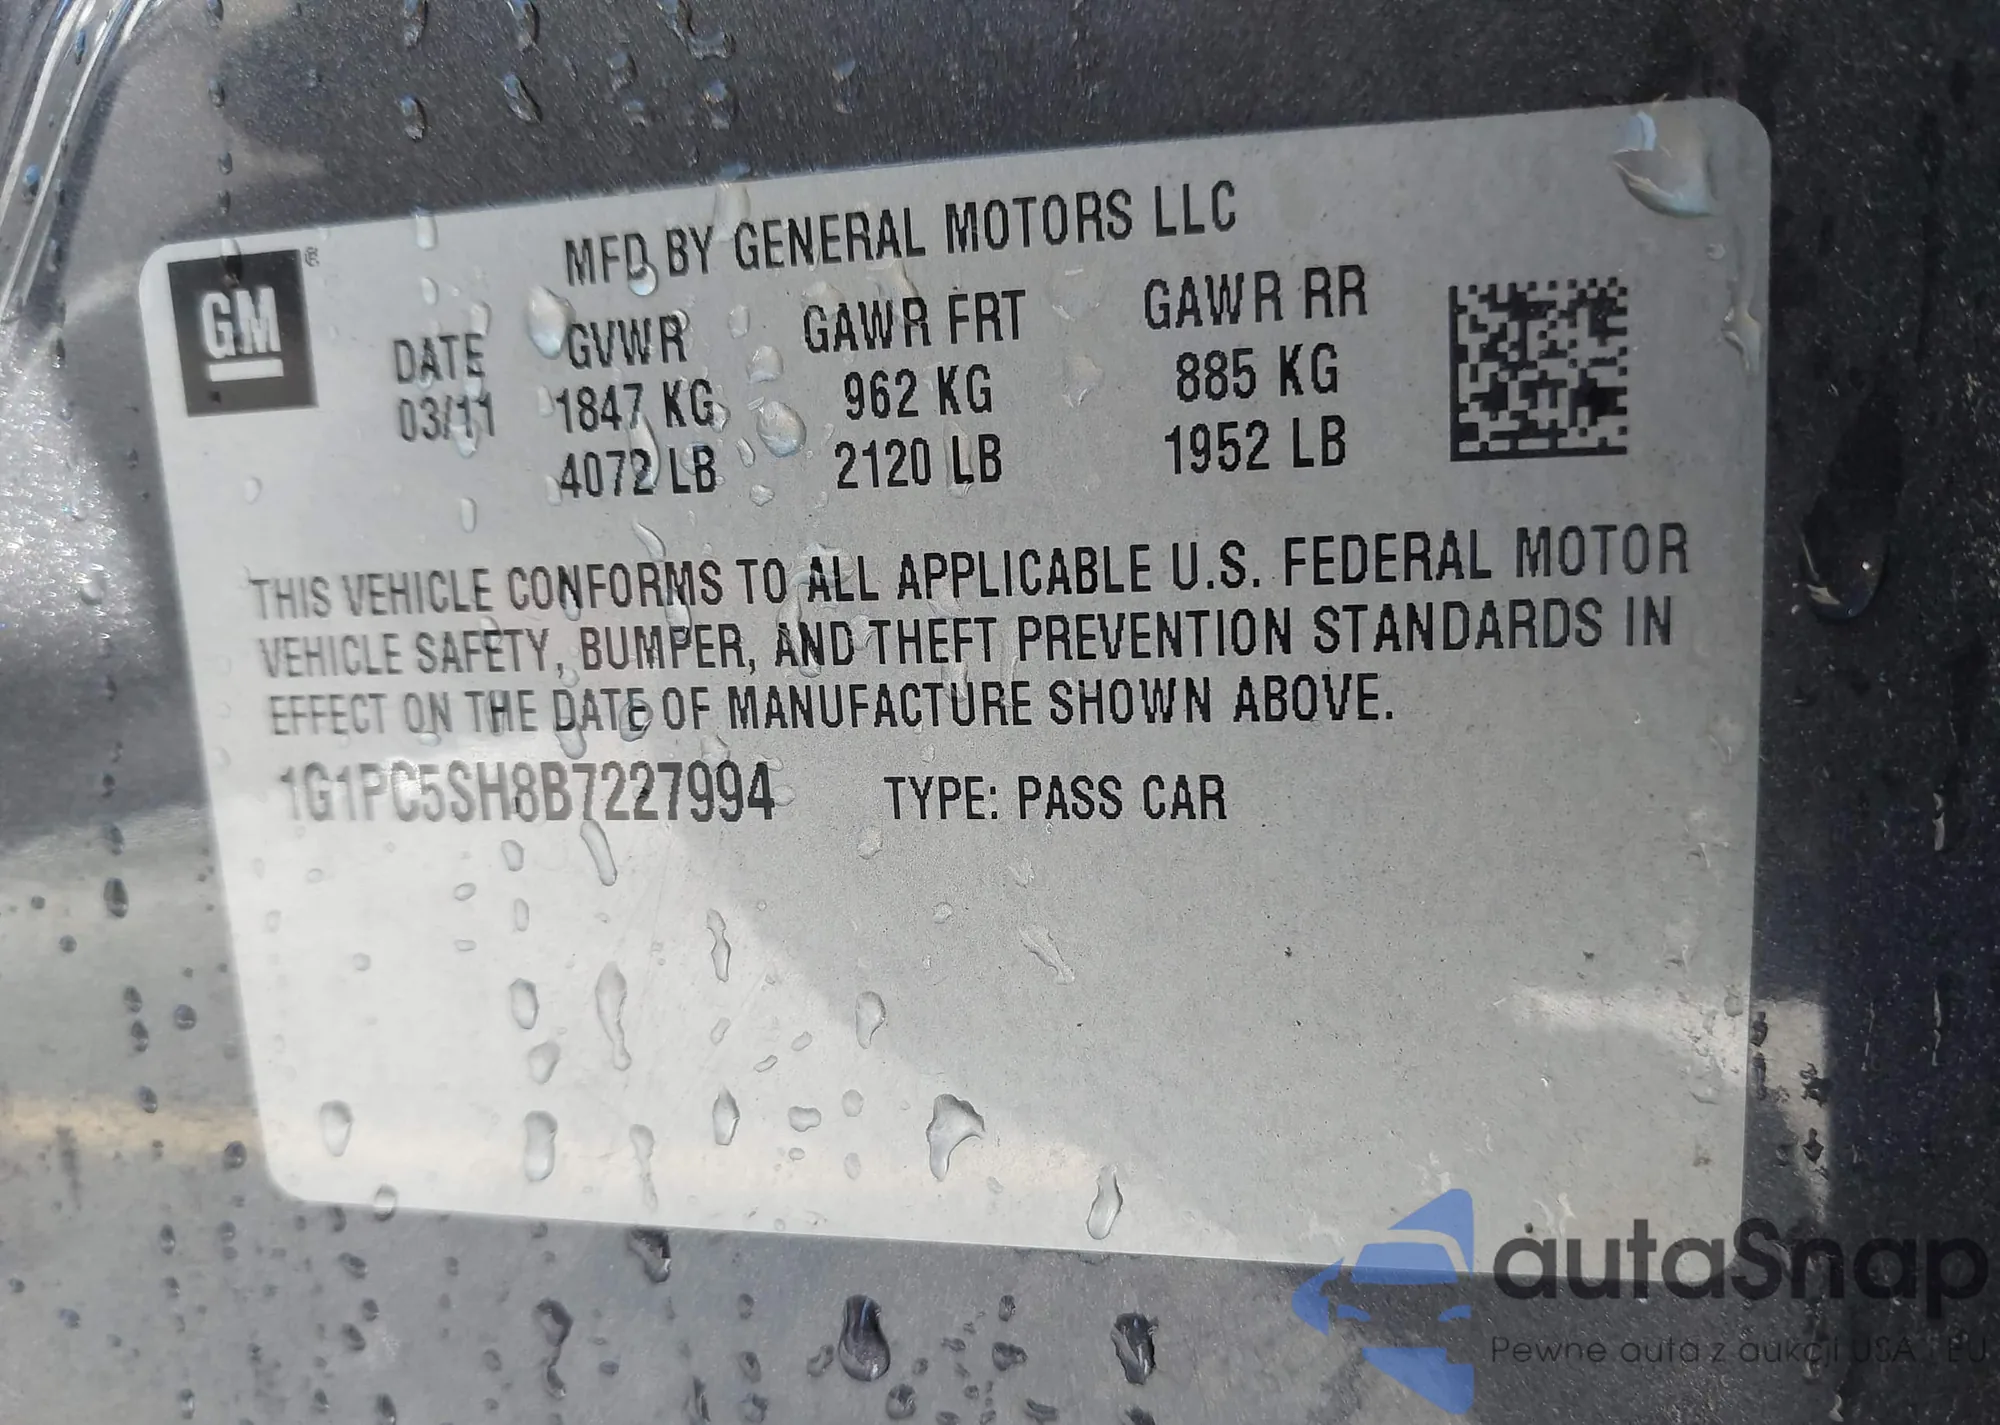 MFD BY GENERAL MOTORS LLC
GM ®
DATE GVWR GAWR FRT GAWR RR
03/11 1847 KG 962 KG 885 KG
4072 LB 2120 LB 1952 LB
THIS VEHICLE CONFORMS TO ALL APPLICABLE U.S. FEDERAL MOTOR
VEHICLE SAFETY, BUMPER, AND THEFT PREVENTION STANDARDS IN
EFFECT ON THE DATE OF MANUFACTURE SHOWN ABOVE.
1G1PC5SH8B7227994 TYPE: PASS CAR
autaSnap
Pewne auta z aukcji USA i EU